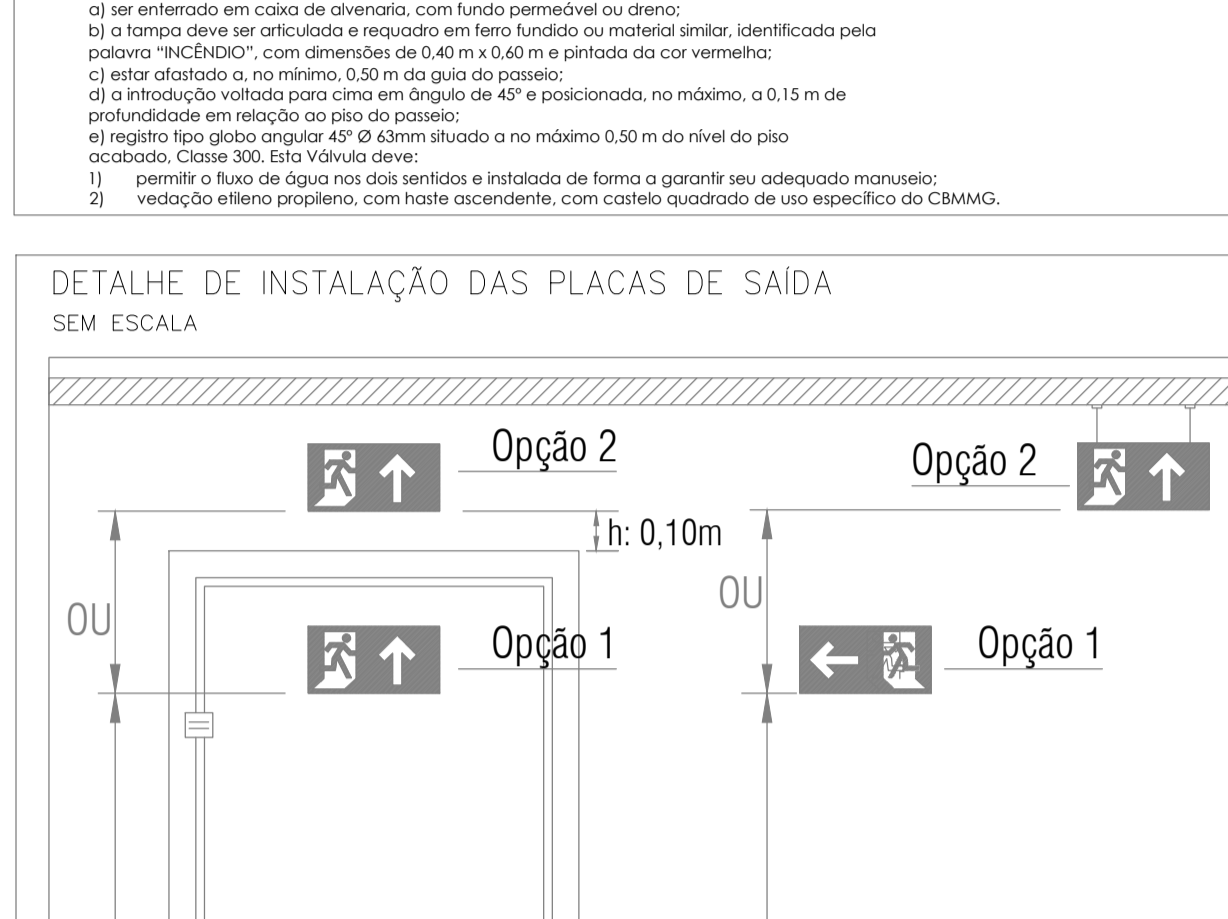 a) ser enterrado em caixa de alvenaria, com fundo permeável ou dreno;
b) a tampa deve ser articulada e requadro em ferro fundido ou material similar, identificada pela
palavra “INCÊNDIO”, com dimensões de 0,40 m x 0,60 m e pintada da cor vermelha;
c) estar afastado a, no mínimo, 0,50 m da guia do passeio;
d) a introdução voltada para cima em ângulo de 45º e posicionada, no máximo, a 0,15 m de
profundidade em relação ao piso do passeio;
e) registro tipo globo angular 45º Ø 63mm situado a no máximo 0,50 m do nível do piso
acabado, Classe 300. Esta Válvula deve:
1) permitir o fluxo de água nos dois sentidos e instalada de forma a garantir seu adequado manuseio;
2) vedação etileno propileno, com haste ascendente, com castelo quadrado de uso específico do CBMMG.
DETALHE DE INSTALAÇÃO DAS PLACAS DE SAÍDA
SEM ESCALA
Opção 2
Opção 2
h: 0,10m
OU
OU
Opção 1
Opção 1